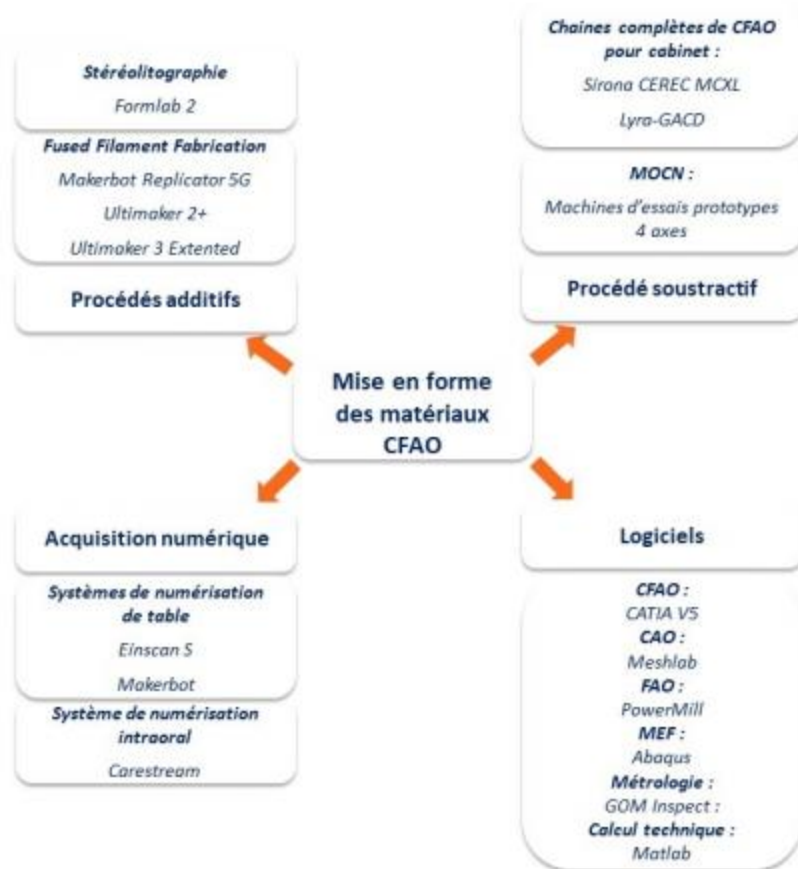 Stéréolitographie
Formlab 2
Fused Filament Fabrication
Makerbot Replicator 5G
Ultimaker 2+
Ultimaker 3 Extented
Procédés additifs
Chaines complètes de CFAO
pour cabinet :
Sirona CEREC MCXL
Lyra-GACD
MOCN :
Machines d'essais prototypes
4 axes
Procédé soustractif
Mise en forme
des matériaux
CFAO
Acquisition numérique
Systèmes de numérisation
de table
Einscan S
Makerbot
Système de numérisation
intraoral
Carestream
Logiciels
CFAO :
CATIA V5
CAO :
Meshlab
FAO :
PowerMill
MEF :
Abaqus
Métrologie :
GOM Inspect :
Calcul technique :
Matlab